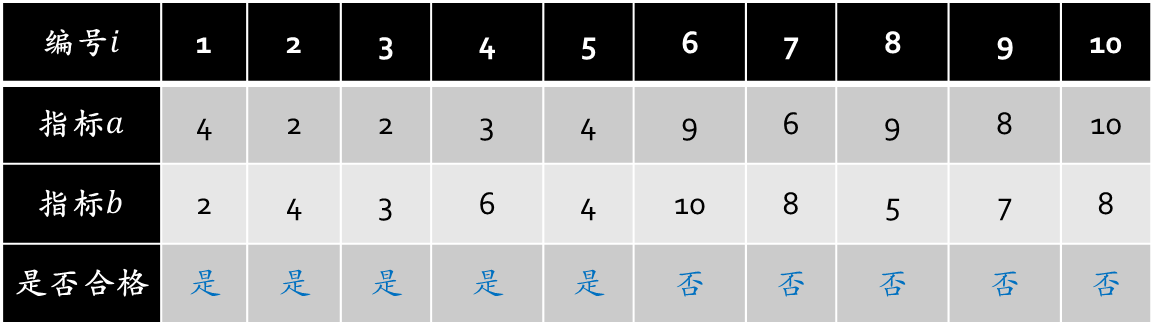 编号i 1 2 3 4 5 6 7 8 9 10
指标a 4 2 2 3 4 9 6 9 8 10
指标b 2 4 3 6 4 10 8 5 7 8
是否合格 是 是 是 是 是 否 否 否 否 否